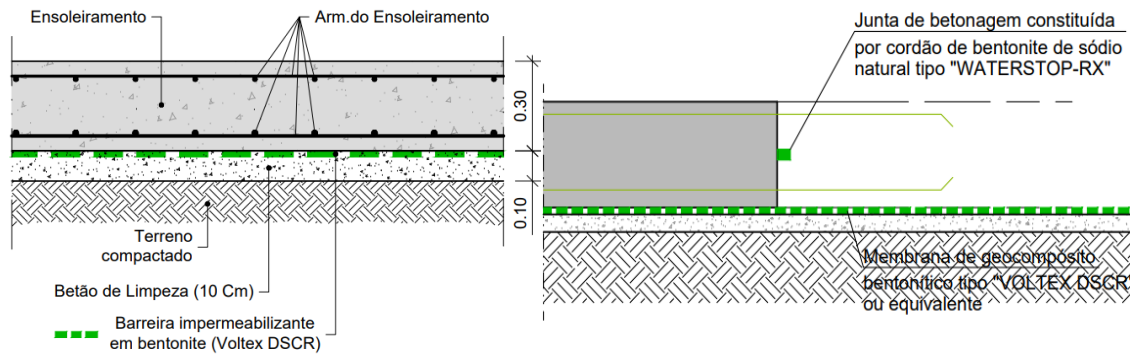 Ensoleiramento
Arm.do Ensoleiramento
0.30
0.10
Terreno
compactado
Betão de Limpeza (10 Cm)
Barreira impermeabilizante
em bentonite (Voltex DSCR)
Junta de betonagem constituída
por cordão de bentonite de sódio
natural tipo "WATERSTOP-RX"
Membrana de geocompósito
bentonítico tipo "VOLTEX DSCR"
ou equivalente